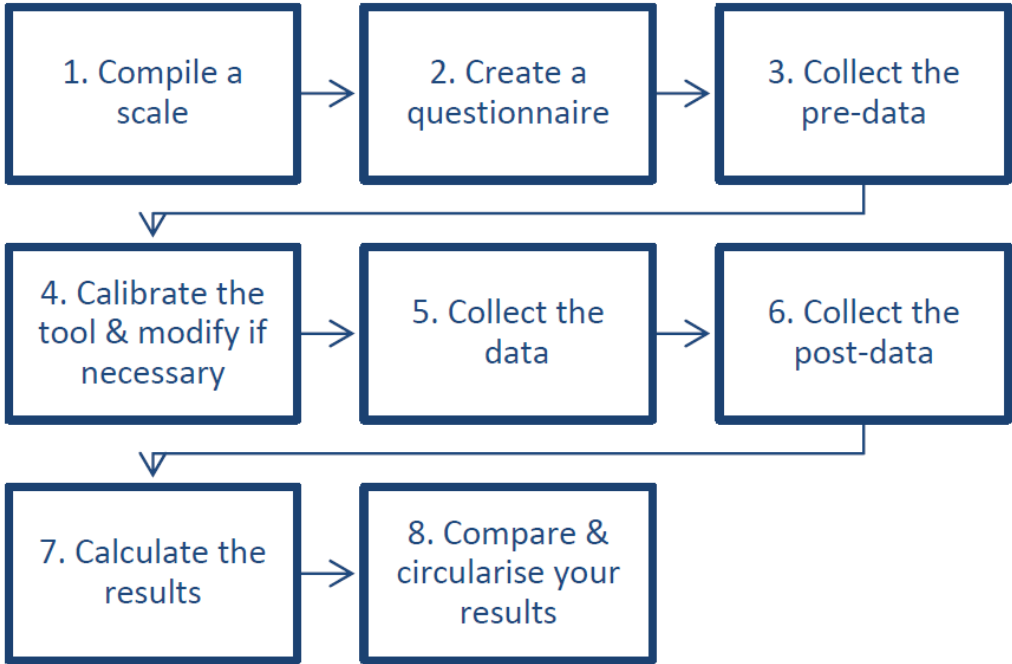 1. Compile a
scale
2. Create a
questionnaire
3. Collect the
pre-data
4. Calibrate the
tool & modify if
necessary
5. Collect the
data
6. Collect the
post-data
7. Calculate the
results
8. Compare &
circularise your
results